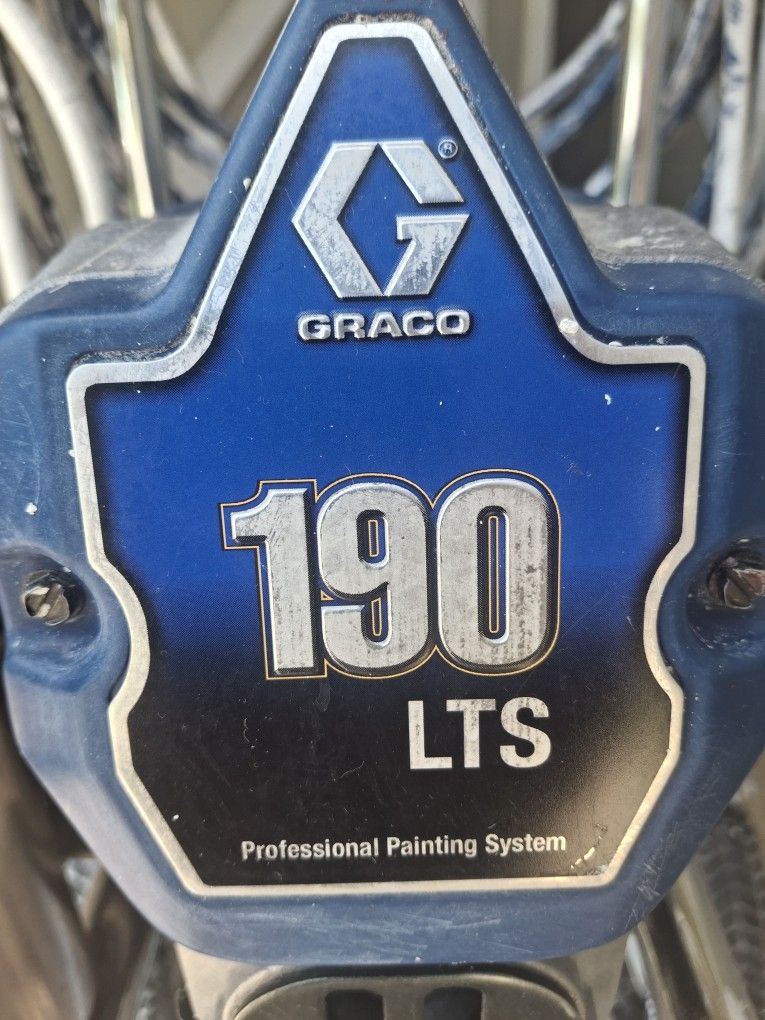 ®
GRACO
190
LTS
Professional Painting System